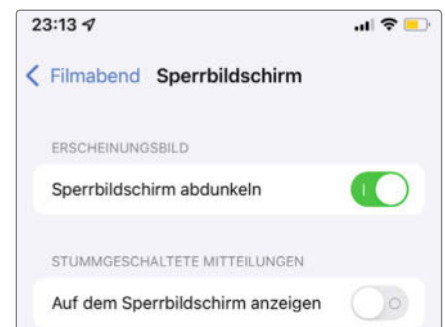 23:13
Filmabend Sperrbildschirm
ERSCHEINUNGSBILD
Sperrbildschirm abdunkeln
STUMMGESCHALTETE MITTEILUNGEN
Auf dem Sperrbildschirm anzeigen